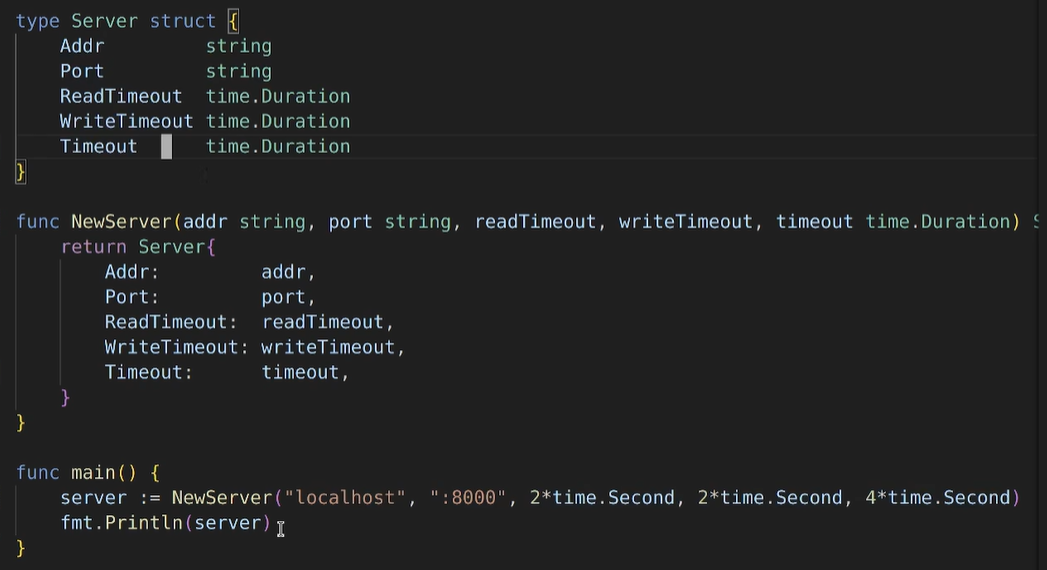 type Server struct {
    Addr         string
    Port         string
    ReadTimeout  time.Duration
    WriteTimeout time.Duration
    Timeout      time.Duration
}
func NewServer(addr string, port string, readTimeout, writeTimeout, timeout time.Duration)
    return Server{
        Addr:         addr,
        Port:         port,
        ReadTimeout:  readTimeout,
        WriteTimeout: writeTimeout,
        Timeout:      timeout,
    }
}
func main() {
    server := NewServer("localhost", ":8000", 2*time.Second, 2*time.Second, 4*time.Second)
    fmt.Println(server)
}